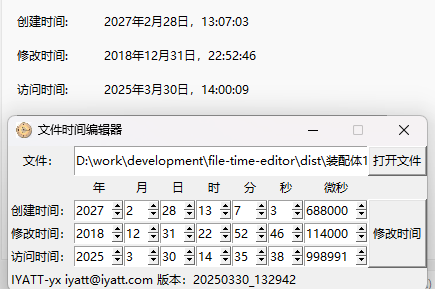 创建时间: 2027年2月28日，13:07:03
修改时间: 2018年12月31日，22:52:46
访问时间: 2025年3月30日，14:00:09
文件时间编辑器
文件: D:\work\development\file-time-editor\dist\装配体1 打开文件
年 月 日 时 分 秒 微秒
创建时间: 2027 2 28 13 7 3 688000
修改时间: 2018 12 31 22 52 46 114000 修改时间
访问时间: 2025 3 30 14 35 38 998991
IYATT-yx iyatt@iyatt.com 版本: 20250330_132942